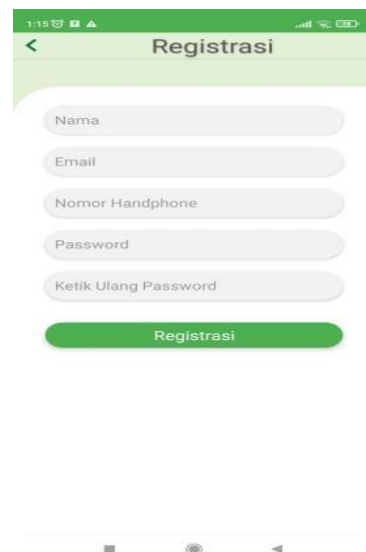 1:15
Registrasi
Nama
Email
Nomor Handphone
Password
Ketik Ulang Password
Registrasi